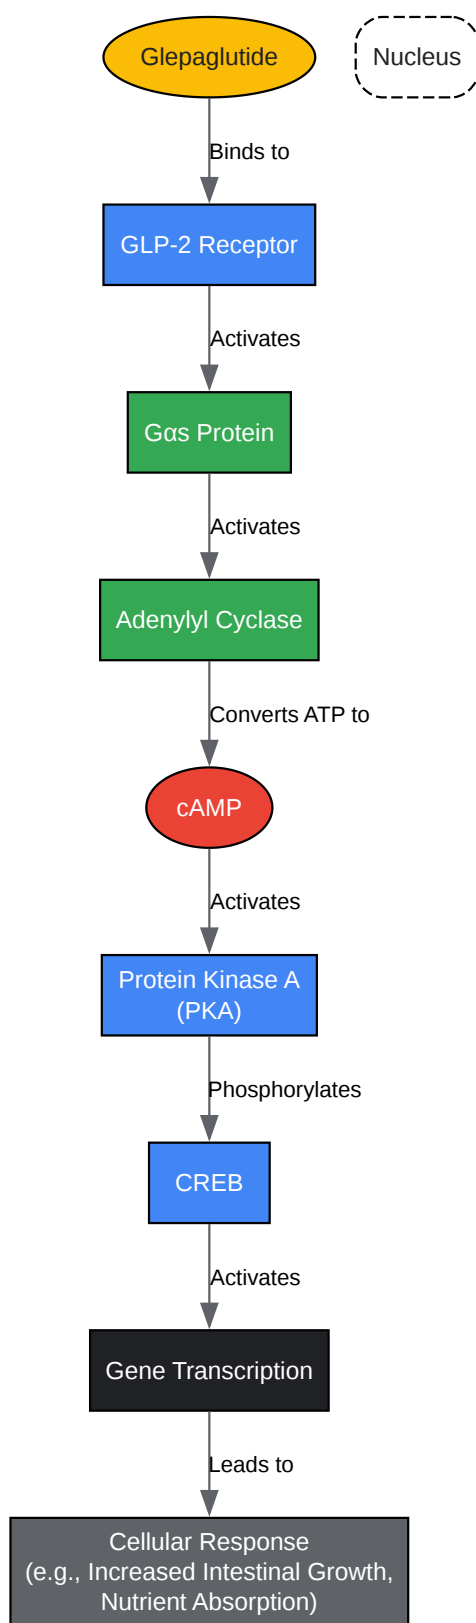 Glepaglutide
Nucleus
Binds to
GLP-2 Receptor
Activates
Gαs Protein
Activates
Adenylyl Cyclase
Converts ATP to
cAMP
Activates
Protein Kinase A
(PKA)
Phosphorylates
CREB
Activates
Gene Transcription
Leads to
Cellular Response
(e.g., Increased Intestinal Growth,
Nutrient Absorption)